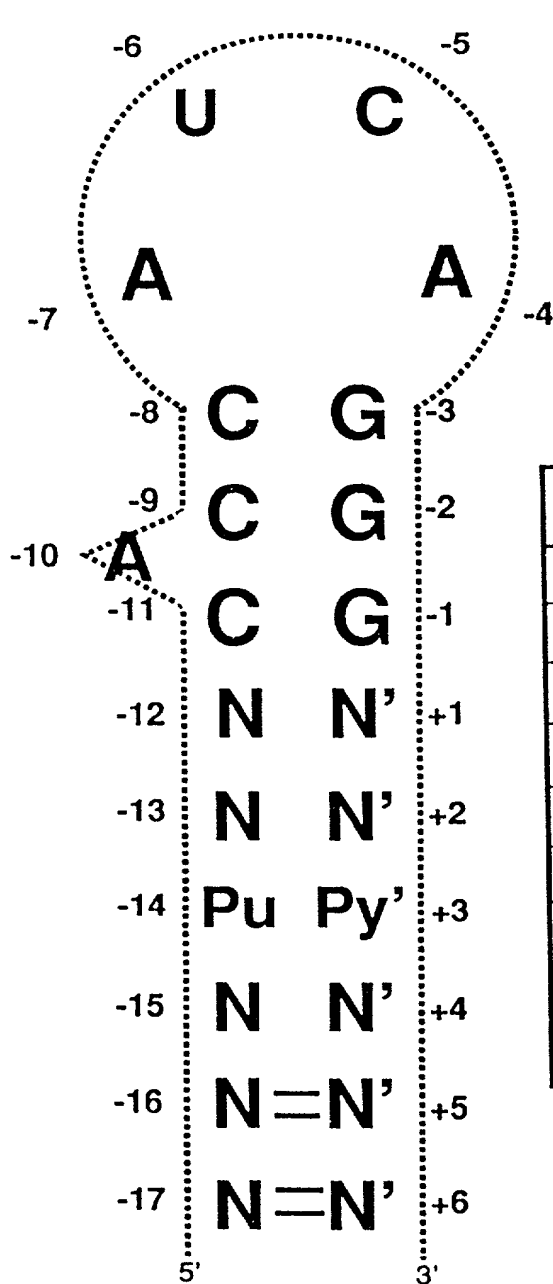 -6 -5
U C
A A
-7 -4
-8 C G -3
-9 C G -2
-10 A
-11 C G -1
-12 N N’ +1
-13 N N’ +2
-14 Pu Py’ +3
-15 N N’ +4
-16 N N’ +5
-17 N N’ +6
5' 3'